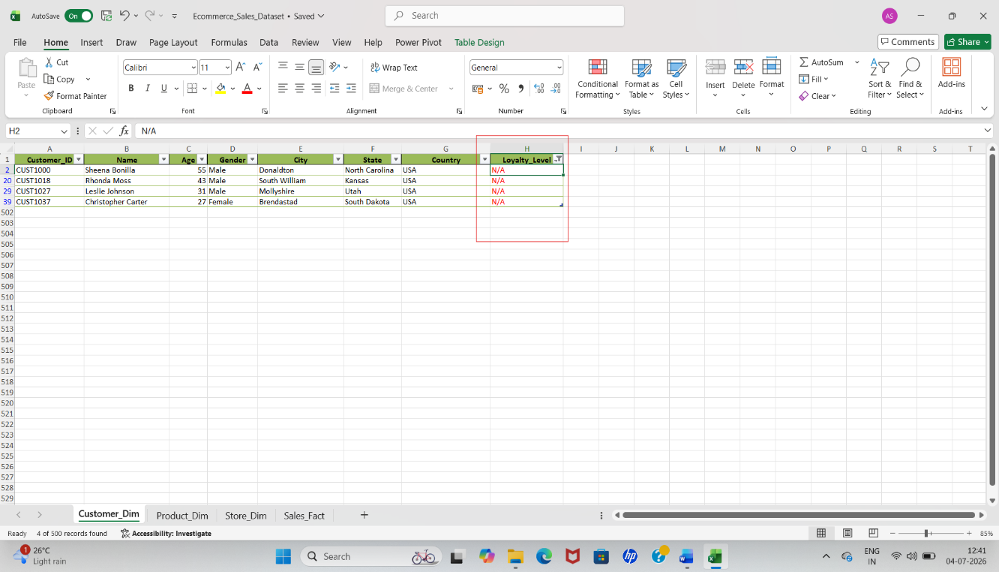 AutoSave On Ecommerce_Sales_Dataset • Saved Search AS
File Home Insert Draw Page Layout Formulas Data Review View Help Power Pivot Table Design Comments Share
Paste Cut Calibri 11 Wrap Text General Conditional Formatting Format as Table Cell Styles Insert Delete Format AutoSum Sort & Filter Find & Select Add-ins
Copy Fill
Format Painter B I U A Merge & Center % Clear
Clipboard Font Alignment Number Styles Cells Editing Add-ins
H2 fx N/A
A B C D E F G H I J K L M N O P Q R S T
1 Customer_ID Name Age Gender City State Country Loyalty_Level
2 CUST1000 Sheena Bonilla 55 Male Donaldton North Carolina USA N/A
20 CUST1018 Rhonda Moss 43 Male South William Kansas USA N/A
29 CUST1027 Leslie Johnson 31 Male Mollyshire Utah USA N/A
39 CUST1037 Christopher Carter 27 Female Brendastad South Dakota USA N/A
502
503
504
505
506
507
508
509
510
511
512
513
514
515
516
517
518
519
520
521
522
523
524
525
526
527
528
529
Customer_Dim Product_Dim Store_Dim Sales_Fact +
Ready 4 of 500 records found Accessibility: Investigate 85%
1 26°C Light rain Search hp ENG IN 12:41 04-07-2026